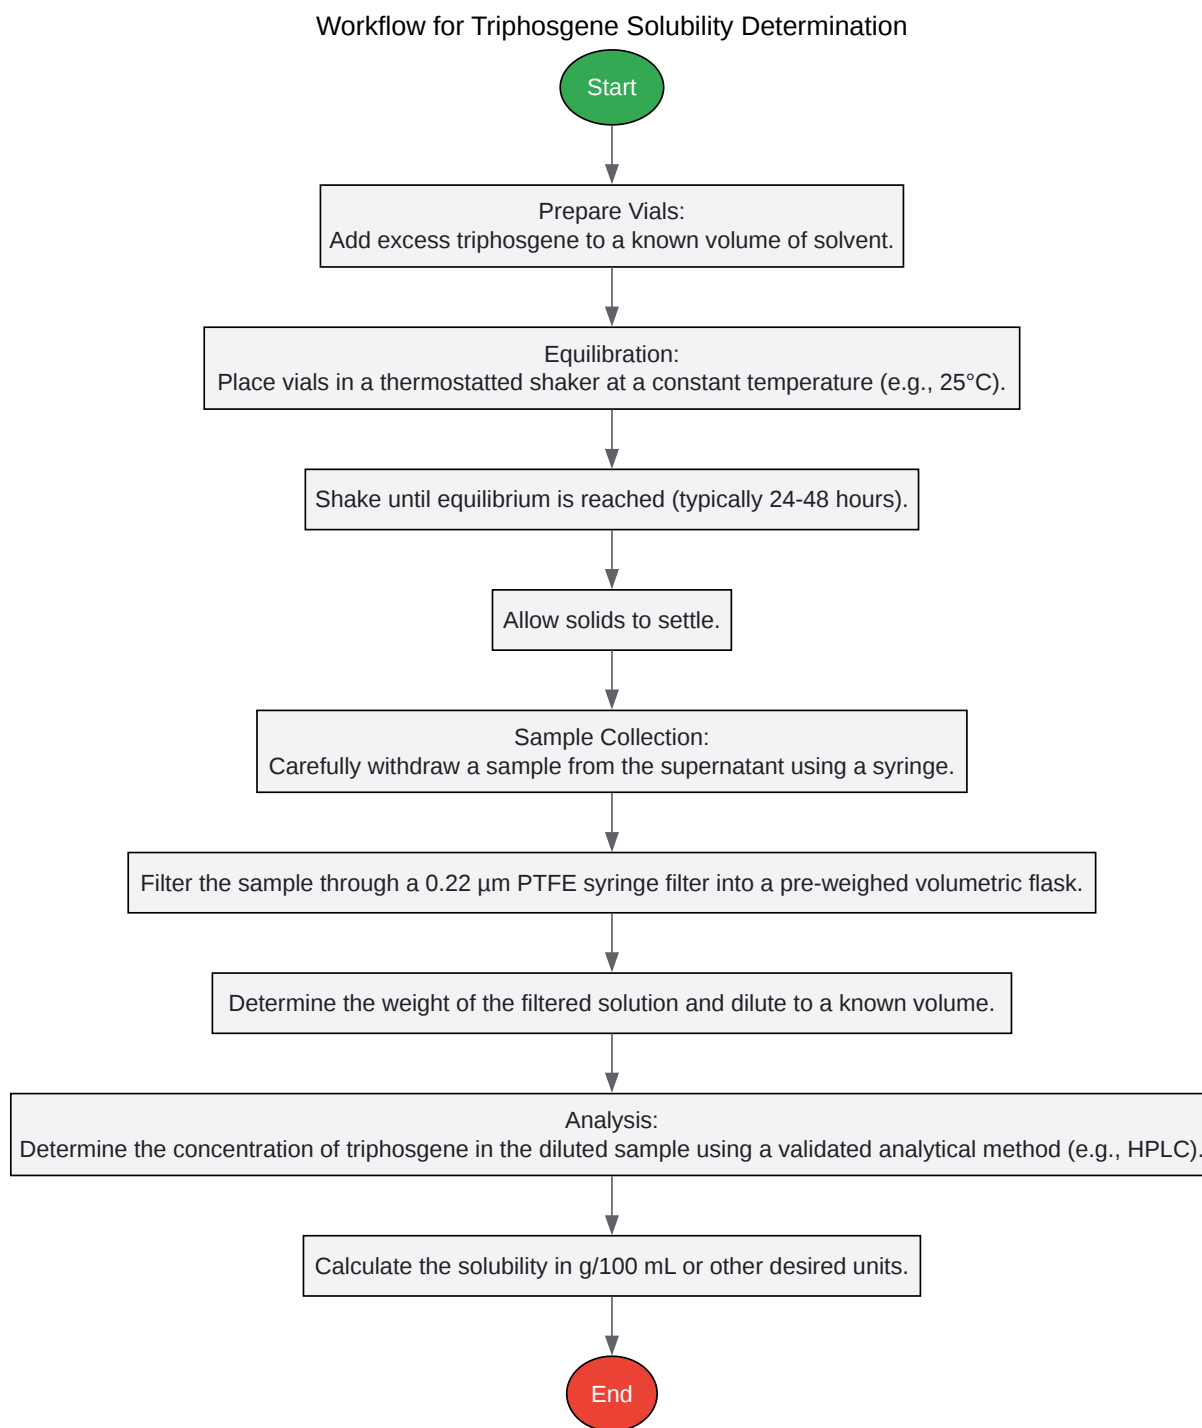 Workflow for Triphosgene Solubility Determination
Start
Prepare Vials:
Add excess triphosgene to a known volume of solvent.
Equilibration:
Place vials in a thermostatted shaker at a constant temperature (e.g., 25°C).
Shake until equilibrium is reached (typically 24-48 hours).
Allow solids to settle.
Sample Collection:
Carefully withdraw a sample from the supernatant using a syringe.
Filter the sample through a 0.22 µm PTFE syringe filter into a pre-weighed volumetric flask.
Determine the weight of the filtered solution and dilute to a known volume.
Analysis:
Determine the concentration of triphosgene in the diluted sample using a validated analytical method (e.g., HPLC).
Calculate the solubility in g/100 mL or other desired units.
End